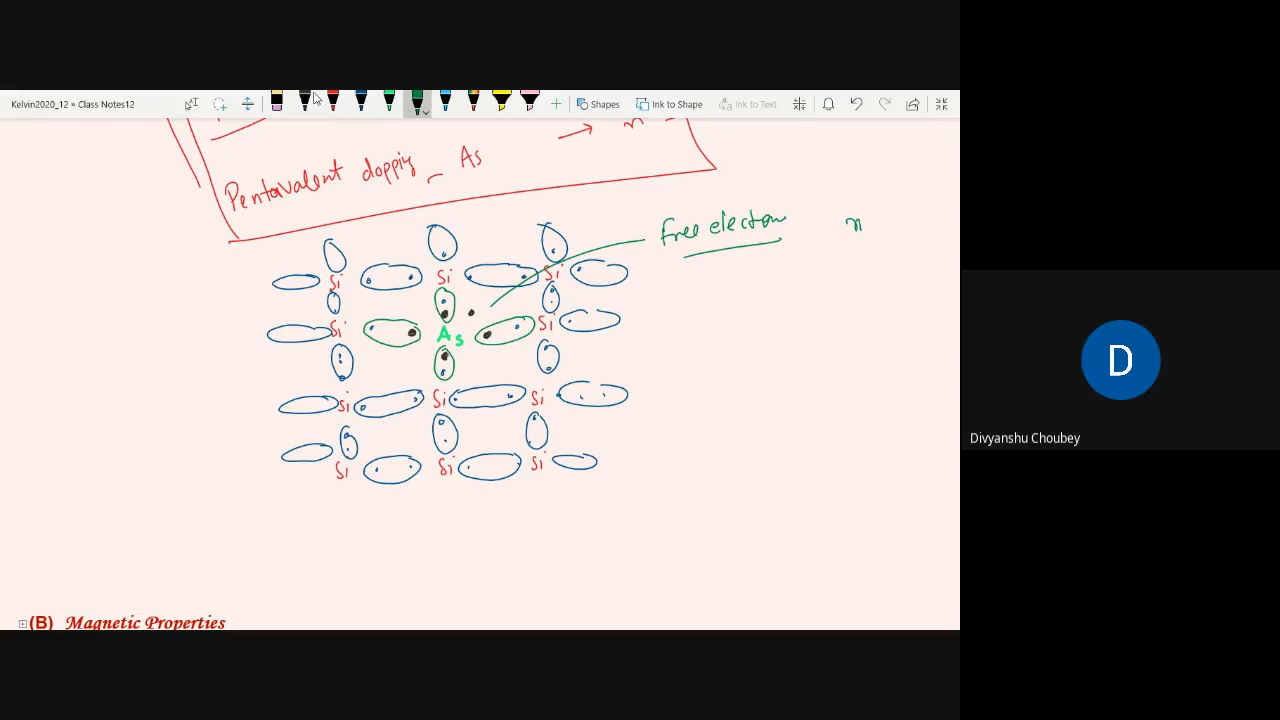 Kelvin2020_12 » Class Notes12
Shapes Ink to Shape Ink to Text
→ n
Pentavalent doppig - As
free electron n
Si Si Si
Si As Si
Si Si Si
Si Si Si
Divyanshu Choubey
D
(B) Magnetic Properties